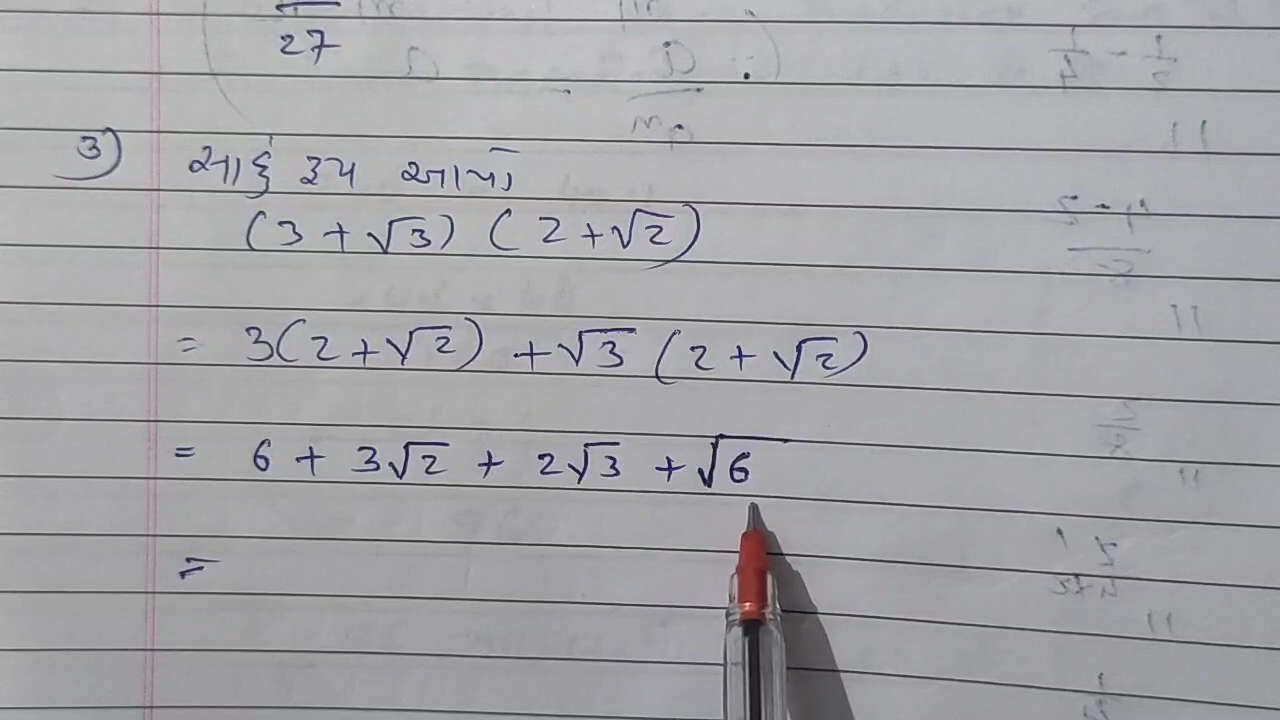 27
3) સાદું રૂપ આપો
(3 + √3) (2 + √2)
= 3(2 + √2) + √3 (2 + √2)
= 6 + 3√2 + 2√3 + √6
=